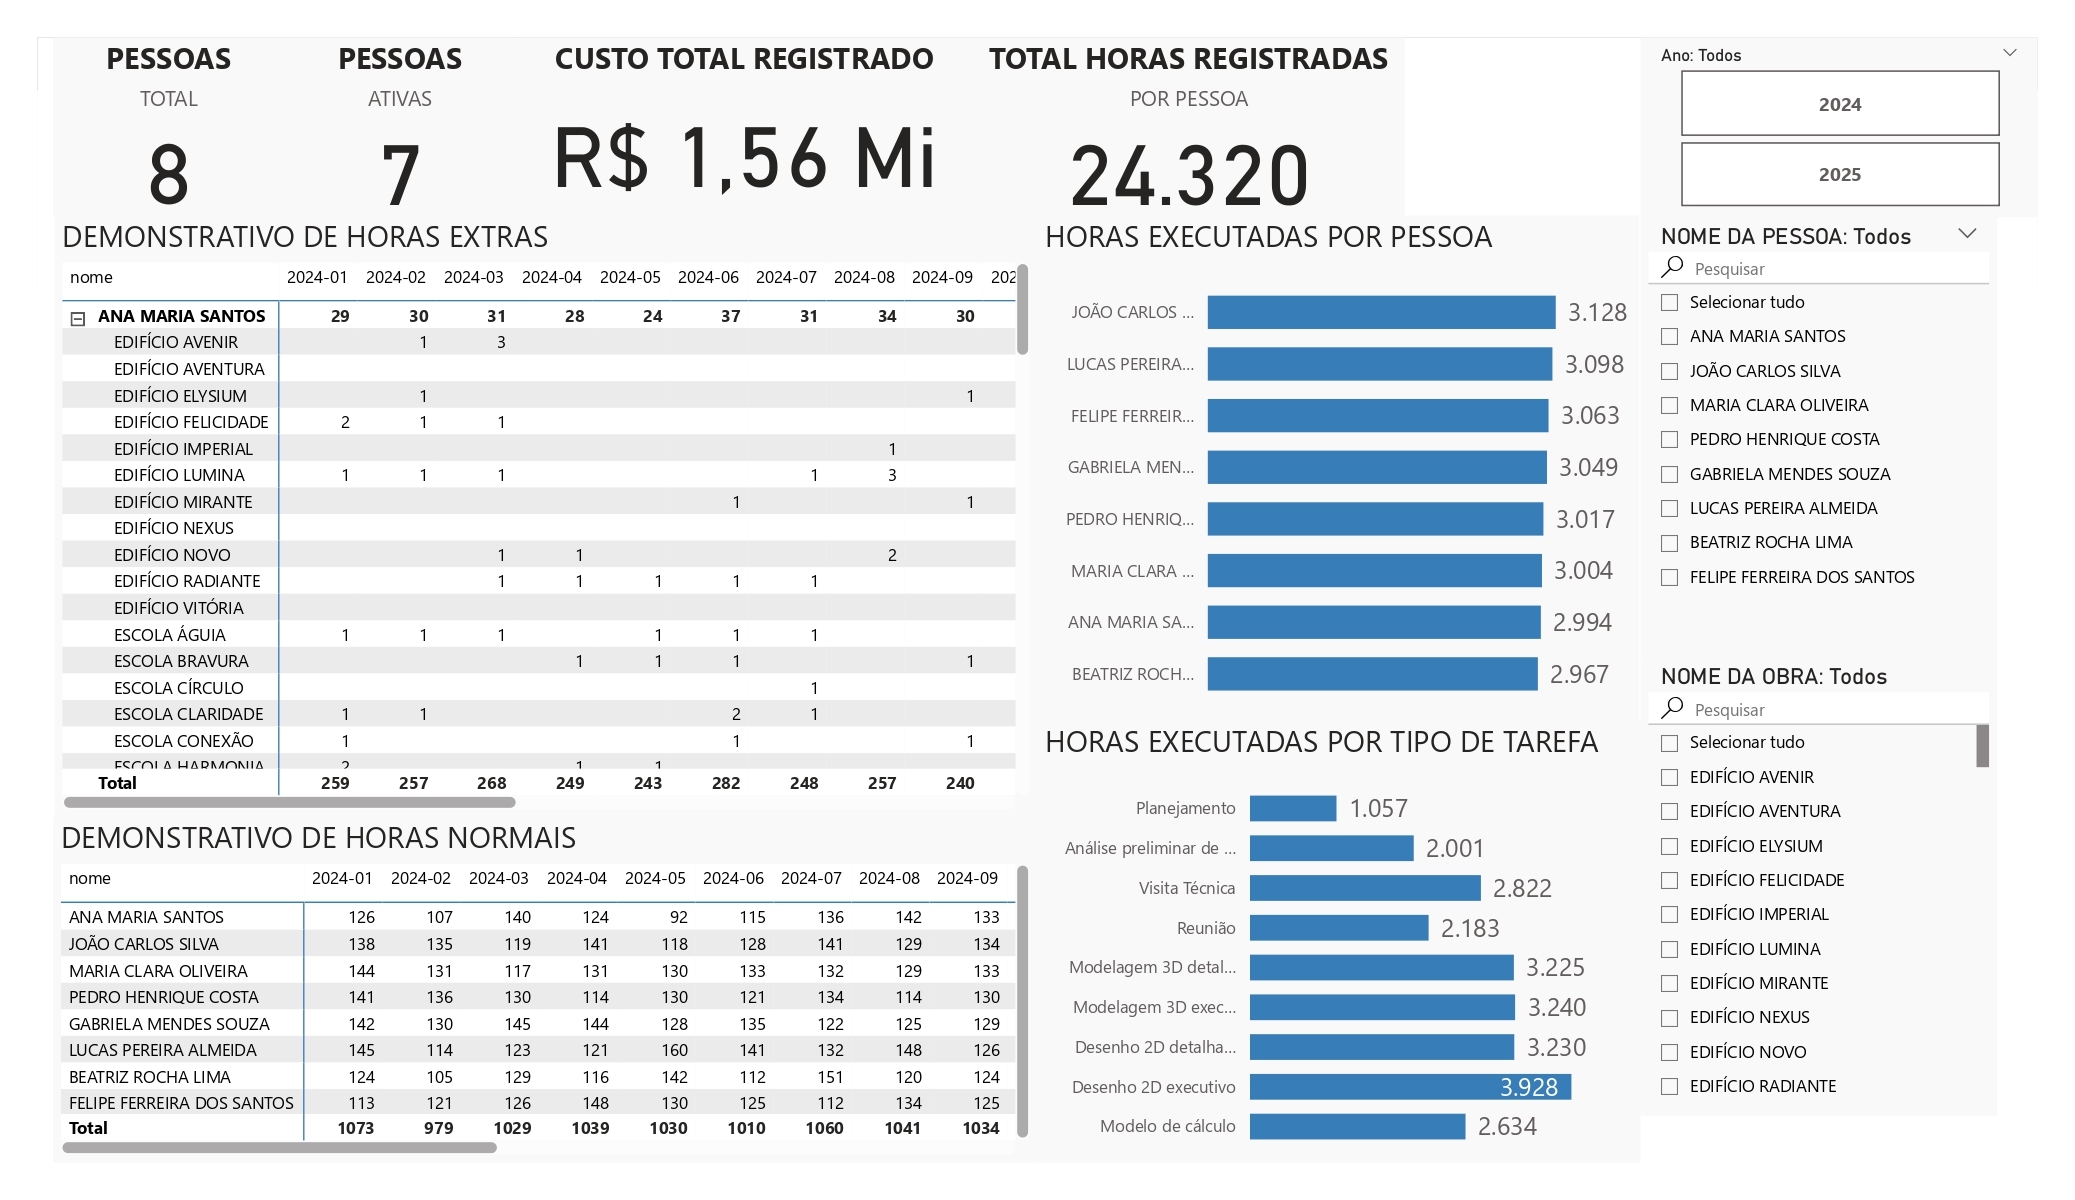 PESSOAS
TOTAL
8
PESSOAS
ATIVAS
7
CUSTO TOTAL REGISTRADO
R$ 1,56 Mi
TOTAL HORAS REGISTRADAS
POR PESSOA
24.320
Ano: Todos
2024
2025
DEMONSTRATIVO DE HORAS EXTRAS
nome 2024-01 2024-02 2024-03 2024-04 2024-05 2024-06 2024-07 2024-08 2024-09 202
ANA MARIA SANTOS 29 30 31 28 24 37 31 34 30
EDIFÍCIO AVENIR 1 3
EDIFÍCIO AVENTURA
EDIFÍCIO ELYSIUM 1 1
EDIFÍCIO FELICIDADE 2 1 1
EDIFÍCIO IMPERIAL 1
EDIFÍCIO LUMINA 1 1 1 1 3
EDIFÍCIO MIRANTE 1 1
EDIFÍCIO NEXUS
EDIFÍCIO NOVO 1 1 2
EDIFÍCIO RADIANTE 1 1 1 1 1
EDIFÍCIO VITÓRIA
ESCOLA ÁGUIA 1 1 1 1 1 1
ESCOLA BRAVURA 1 1 1 1
ESCOLA CÍRCULO 1
ESCOLA CLARIDADE 1 1 2 1
ESCOLA CONEXÃO 1 1 1
ESCOLA HARMONIA 2 1 1
Total 259 257 268 249 243 282 248 257 240
DEMONSTRATIVO DE HORAS NORMAIS
nome 2024-01 2024-02 2024-03 2024-04 2024-05 2024-06 2024-07 2024-08 2024-09
ANA MARIA SANTOS 126 107 140 124 92 115 136 142 133
JOÃO CARLOS SILVA 138 135 119 141 118 128 141 129 134
MARIA CLARA OLIVEIRA 144 131 117 131 130 133 132 129 133
PEDRO HENRIQUE COSTA 141 136 130 114 130 121 134 114 130
GABRIELA MENDES SOUZA 142 130 145 144 128 135 122 125 129
LUCAS PEREIRA ALMEIDA 145 114 123 121 160 141 132 148 126
BEATRIZ ROCHA LIMA 124 105 129 116 142 112 151 120 124
FELIPE FERREIRA DOS SANTOS 113 121 126 148 130 125 112 134 125
Total 1073 979 1029 1039 1030 1010 1060 1041 1034
HORAS EXECUTADAS POR PESSOA
JOÃO CARLOS ... 3.128
LUCAS PEREIRA... 3.098
FELIPE FERREIR... 3.063
GABRIELA MEN... 3.049
PEDRO HENRIQ... 3.017
MARIA CLARA ... 3.004
ANA MARIA SA... 2.994
BEATRIZ ROCH... 2.967
HORAS EXECUTADAS POR TIPO DE TAREFA
Planejamento 1.057
Análise preliminar de ... 2.001
Visita Técnica 2.822
Reunião 2.183
Modelagem 3D detal... 3.225
Modelagem 3D exec... 3.240
Desenho 2D detalha... 3.230
Desenho 2D executivo 3.928
Modelo de cálculo 2.634
NOME DA PESSOA: Todos
Pesquisar
Selecionar tudo
ANA MARIA SANTOS
JOÃO CARLOS SILVA
MARIA CLARA OLIVEIRA
PEDRO HENRIQUE COSTA
GABRIELA MENDES SOUZA
LUCAS PEREIRA ALMEIDA
BEATRIZ ROCHA LIMA
FELIPE FERREIRA DOS SANTOS
NOME DA OBRA: Todos
Pesquisar
Selecionar tudo
EDIFÍCIO AVENIR
EDIFÍCIO AVENTURA
EDIFÍCIO ELYSIUM
EDIFÍCIO FELICIDADE
EDIFÍCIO IMPERIAL
EDIFÍCIO LUMINA
EDIFÍCIO MIRANTE
EDIFÍCIO NEXUS
EDIFÍCIO NOVO
EDIFÍCIO RADIANTE